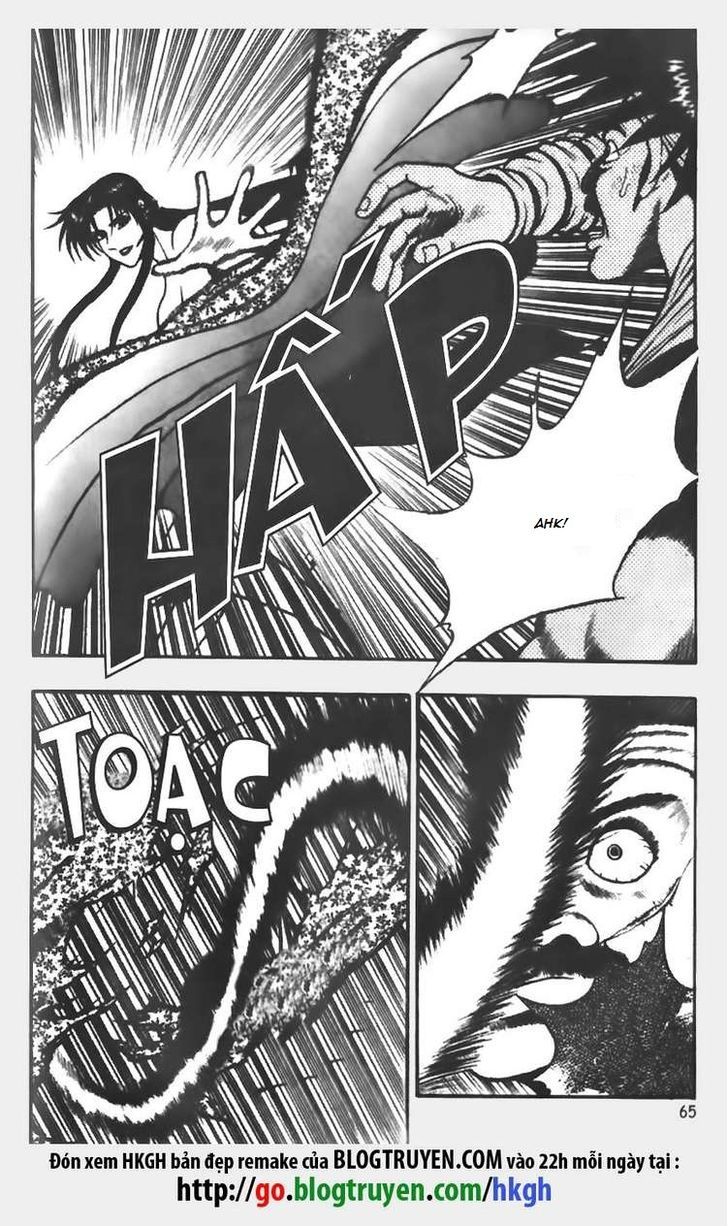 HẤP
AHK!
TOẠC
65
Đón xem HKGH bản đẹp remake của BLOGTRUYEN.COM vào 22h mỗi ngày tại :
http://go.blogtruyen.com/hkgh